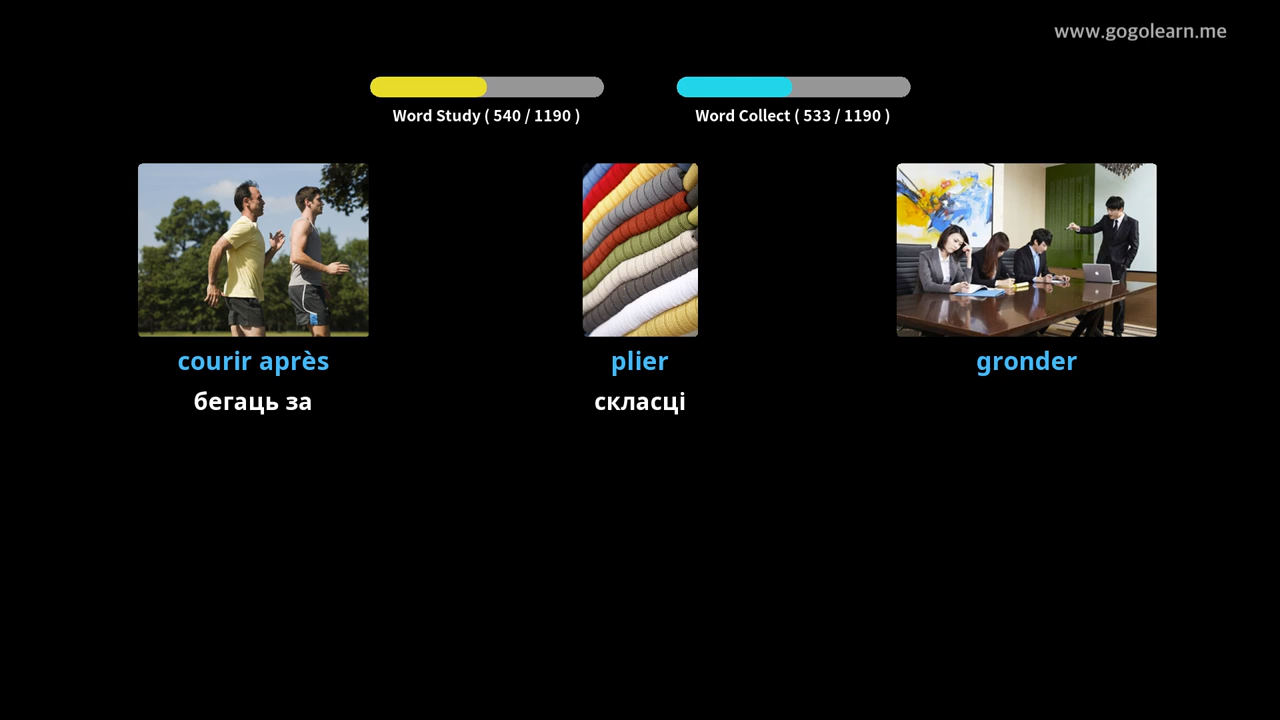 www.gogolearn.me
Word Study ( 540 / 1190 )
Word Collect ( 533 / 1190 )
courir après
plier
gronder
бегаць за
скласці